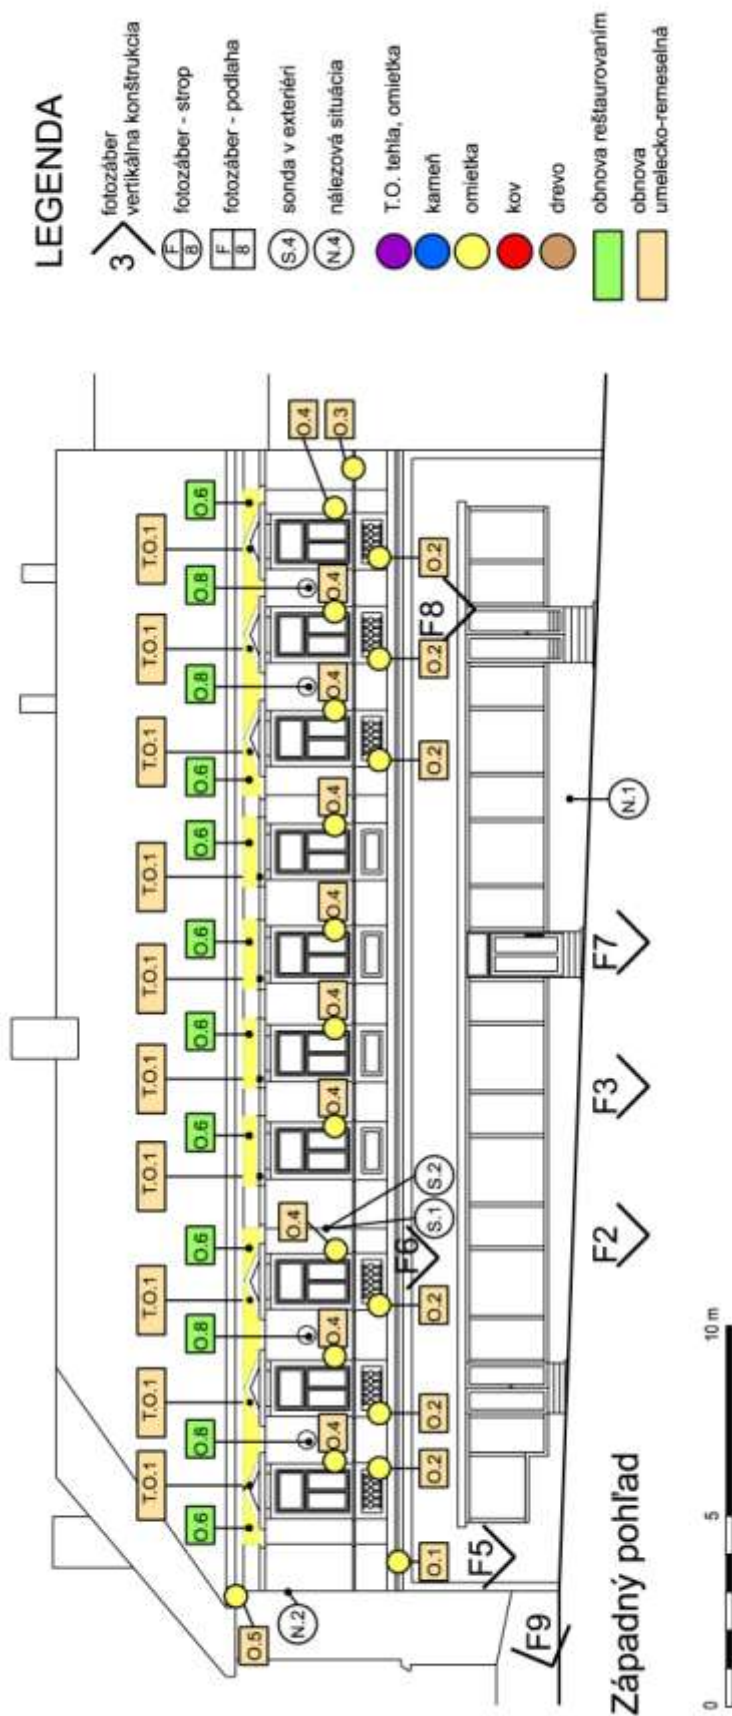 T.O.1 T.O.1 T.O.1 T.O.1 T.O.1 T.O.1 T.O.1 T.O.1 T.O.1 T.O.1
O.6 O.8 O.8 O.6 O.6 O.6 O.6 O.6 O.6 O.8 O.8 O.6
O.5
N.2 O.4 O.4
O.4 O.4 O.4 O.4 O.4 O.4 O.4 O.4 O.3
F6 S.1 S.2
O.1 O.2 O.2 O.2 O.2 O.2 O.2
F5 F8
F9 F2 F3 F7 N.1
Západný pohľad
0 5 10 m
LEGENDA
3 fotozáber
vertikálna konštrukcia
F 8 fotozáber - strop
F 8 fotozáber - podlaha
S.4 sonda v exteriéri
N.4 nálezová situácia
T.O. tehla, omietka
kameň
omietka
kov
drevo
obnova reštaurovaním
obnova
umelecko-remeselná